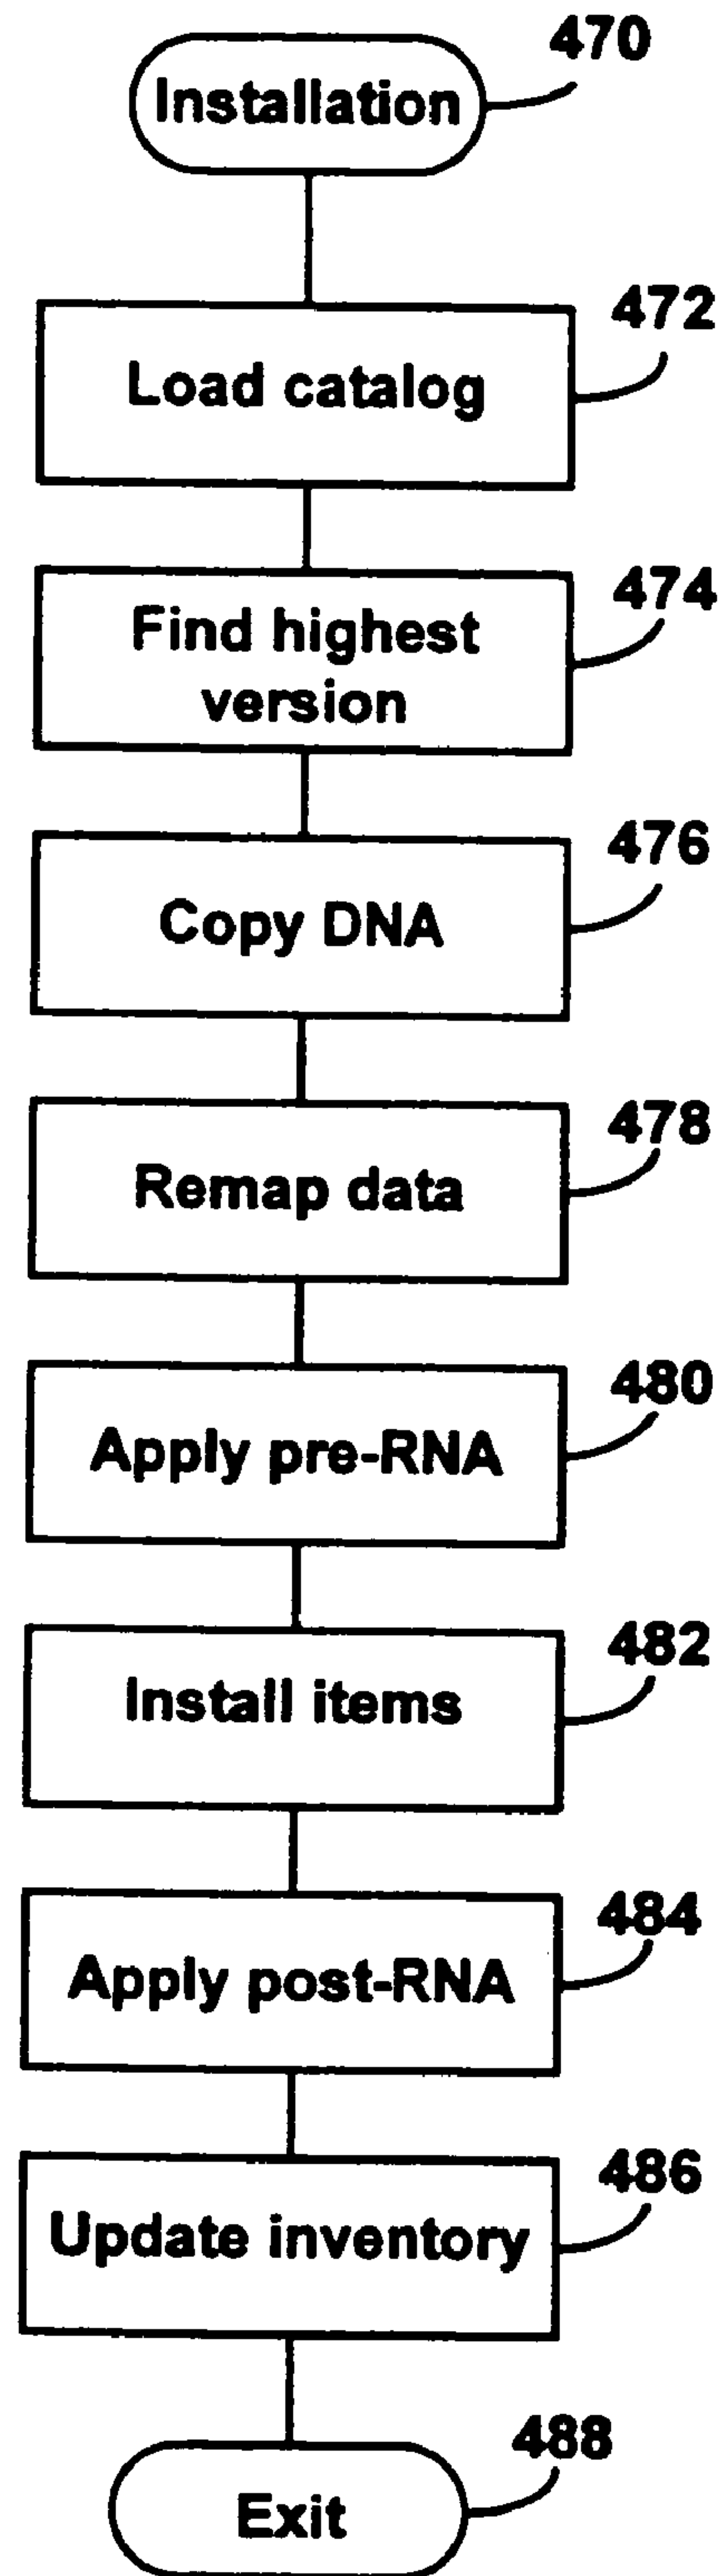 470
Installation
472
Load catalog
474
Find highest
version
476
Copy DNA
478
Remap data
480
Apply pre-RNA
482
Install items
484
Apply post-RNA
486
Update inventory
488
Exit